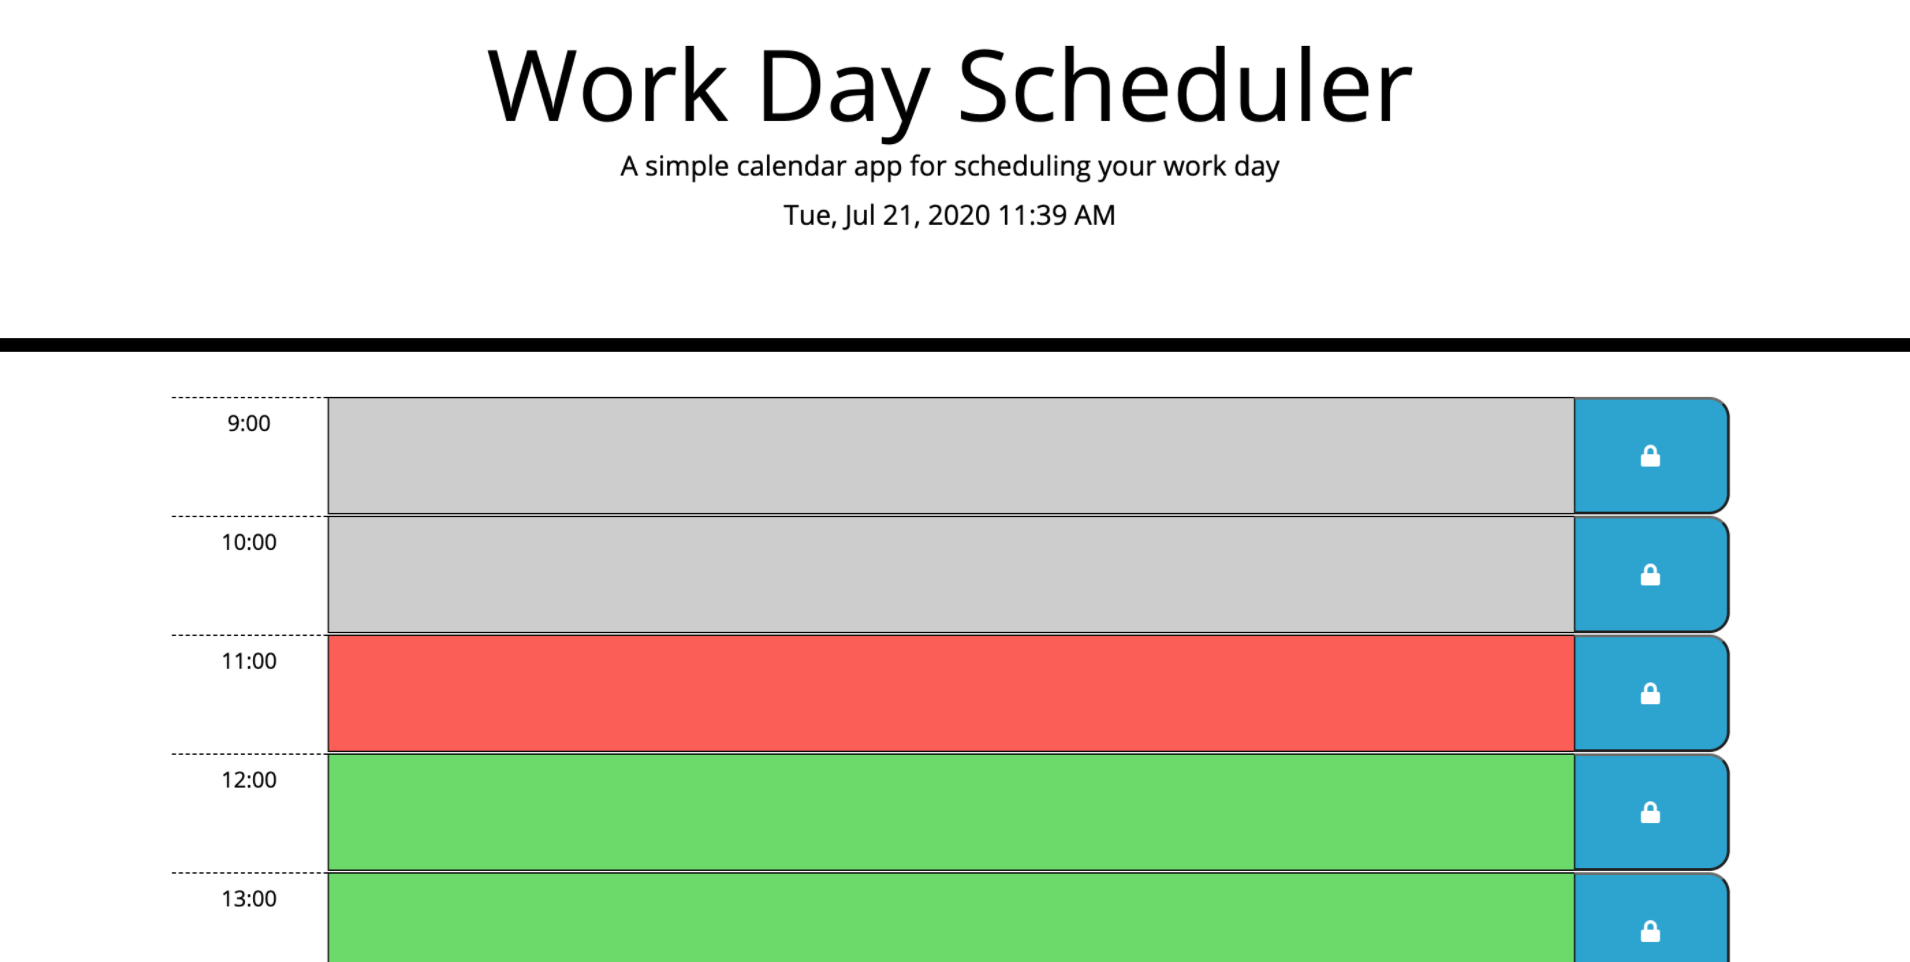 Work Day Scheduler
A simple calendar app for scheduling your work day
Tue, Jul 21, 2020 11:39 AM
9:00
10:00
11:00
12:00
13:00